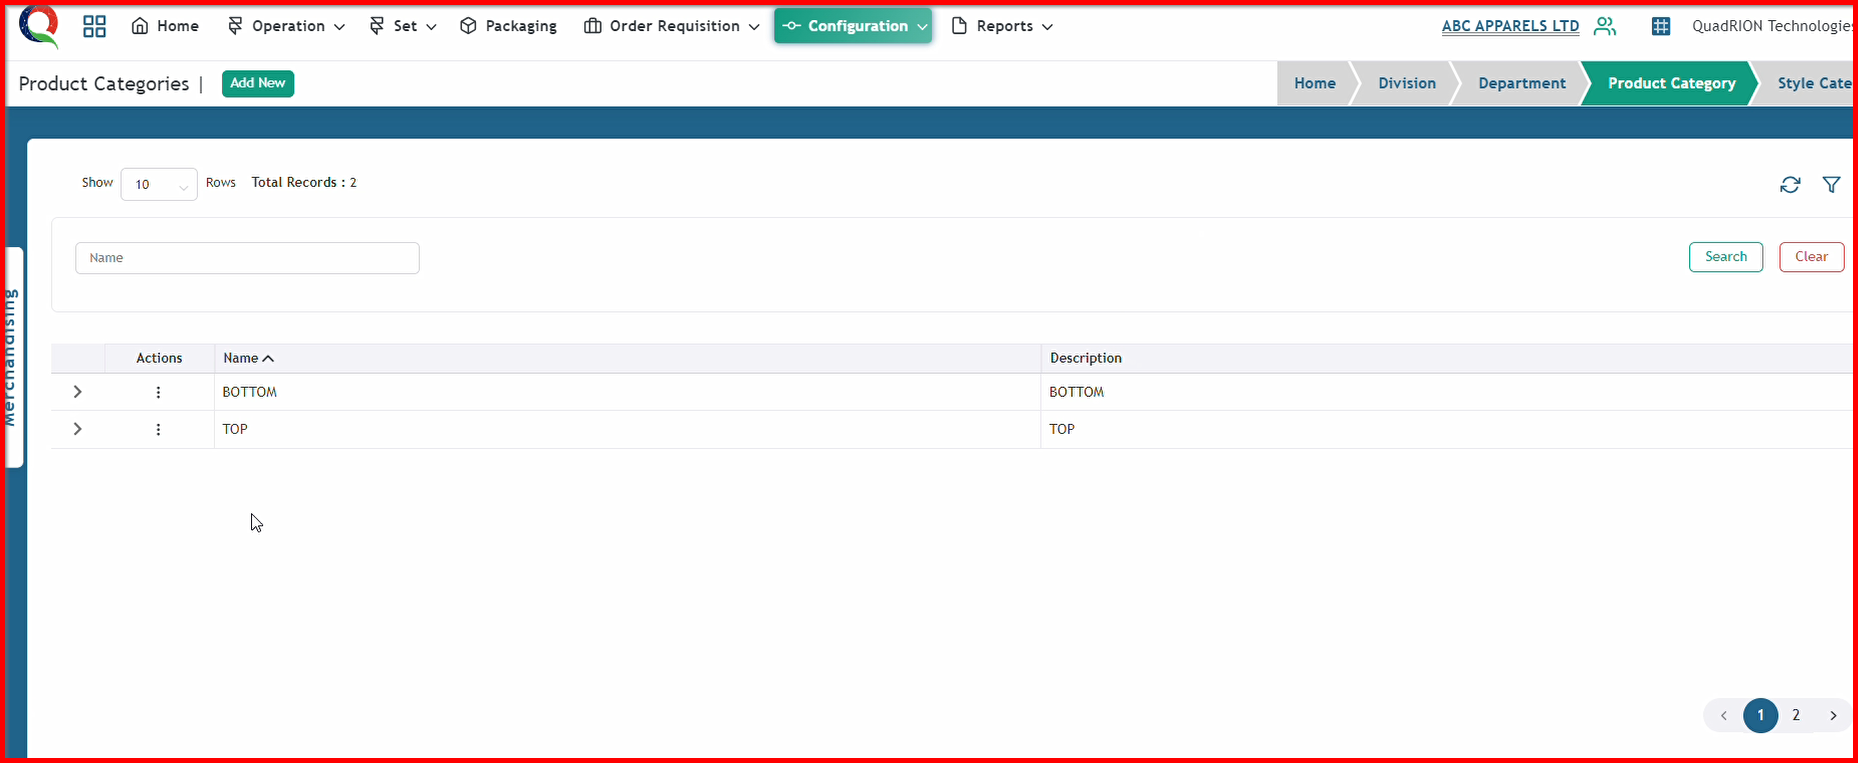 Home Operation Set Packaging Order Requisition Configuration Reports ABC APPARELS LTD QuadRION Technologies
Product Categories | Add New Home Division Department Product Category Style Cate
Show 10 Rows Total Records : 2
Name Search Clear
Merchandising
Actions Name Description
BOTTOM BOTTOM
TOP TOP
1 2